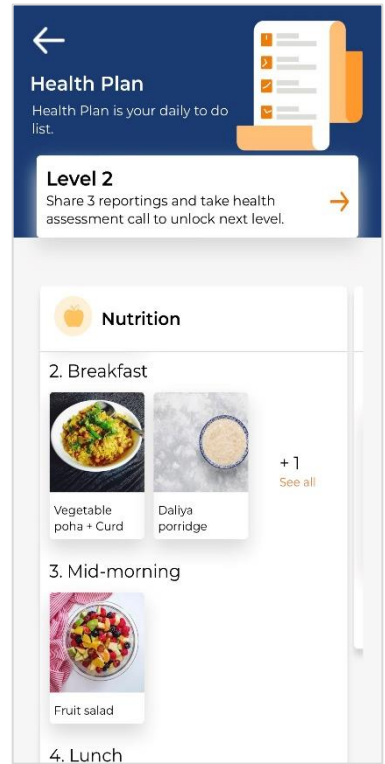 Health Plan
Health Plan is your daily to do
list.
Level 2
Share 3 reportings and take health
assessment call to unlock next level.
Nutrition
2. Breakfast
Vegetable
poha + Curd
Daliya
porridge
+ 1
See all
3. Mid-morning
Fruit salad
4. Lunch